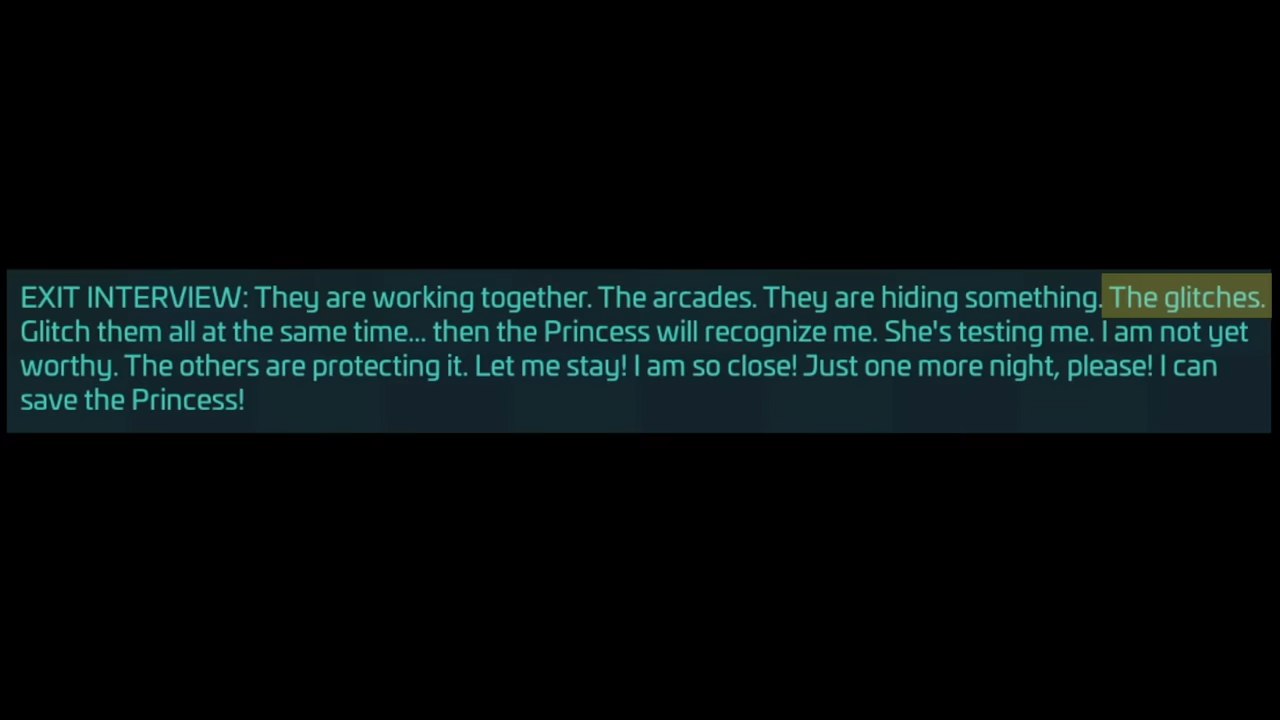 EXIT INTERVIEW: They are working together. The arcades. They are hiding something. The glitches.
Glitch them all at the same time... then the Princess will recognize me. She's testing me. I am not yet
worthy. The others are protecting it. Let me stay! I am so close! Just one more night, please! I can
save the Princess!